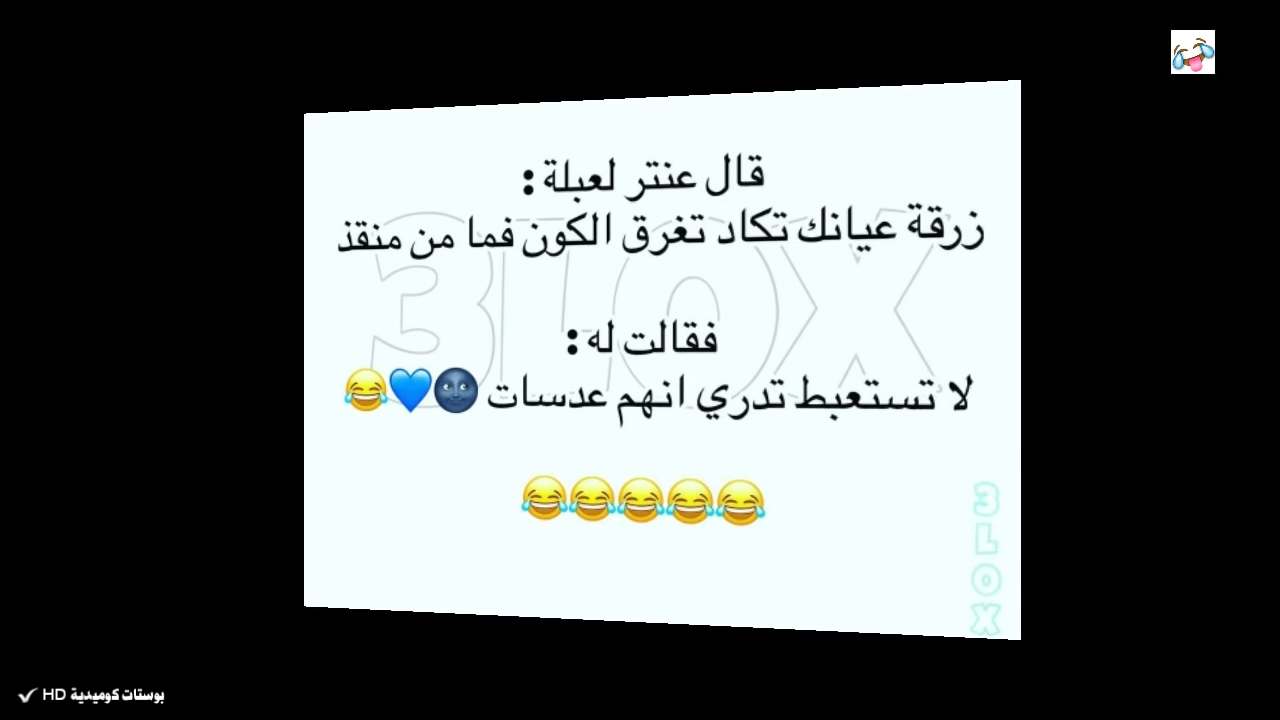 قال عنتر لعبلة :
زرقة عيانك تكاد تغرق الكون فما من منقذ
فقالت له :
لا تستعبط تدري انهم عدسات 🌚💙😂
😂😂😂😂😂
3LOX
3LOX
بوستات كوميدية HD ✓